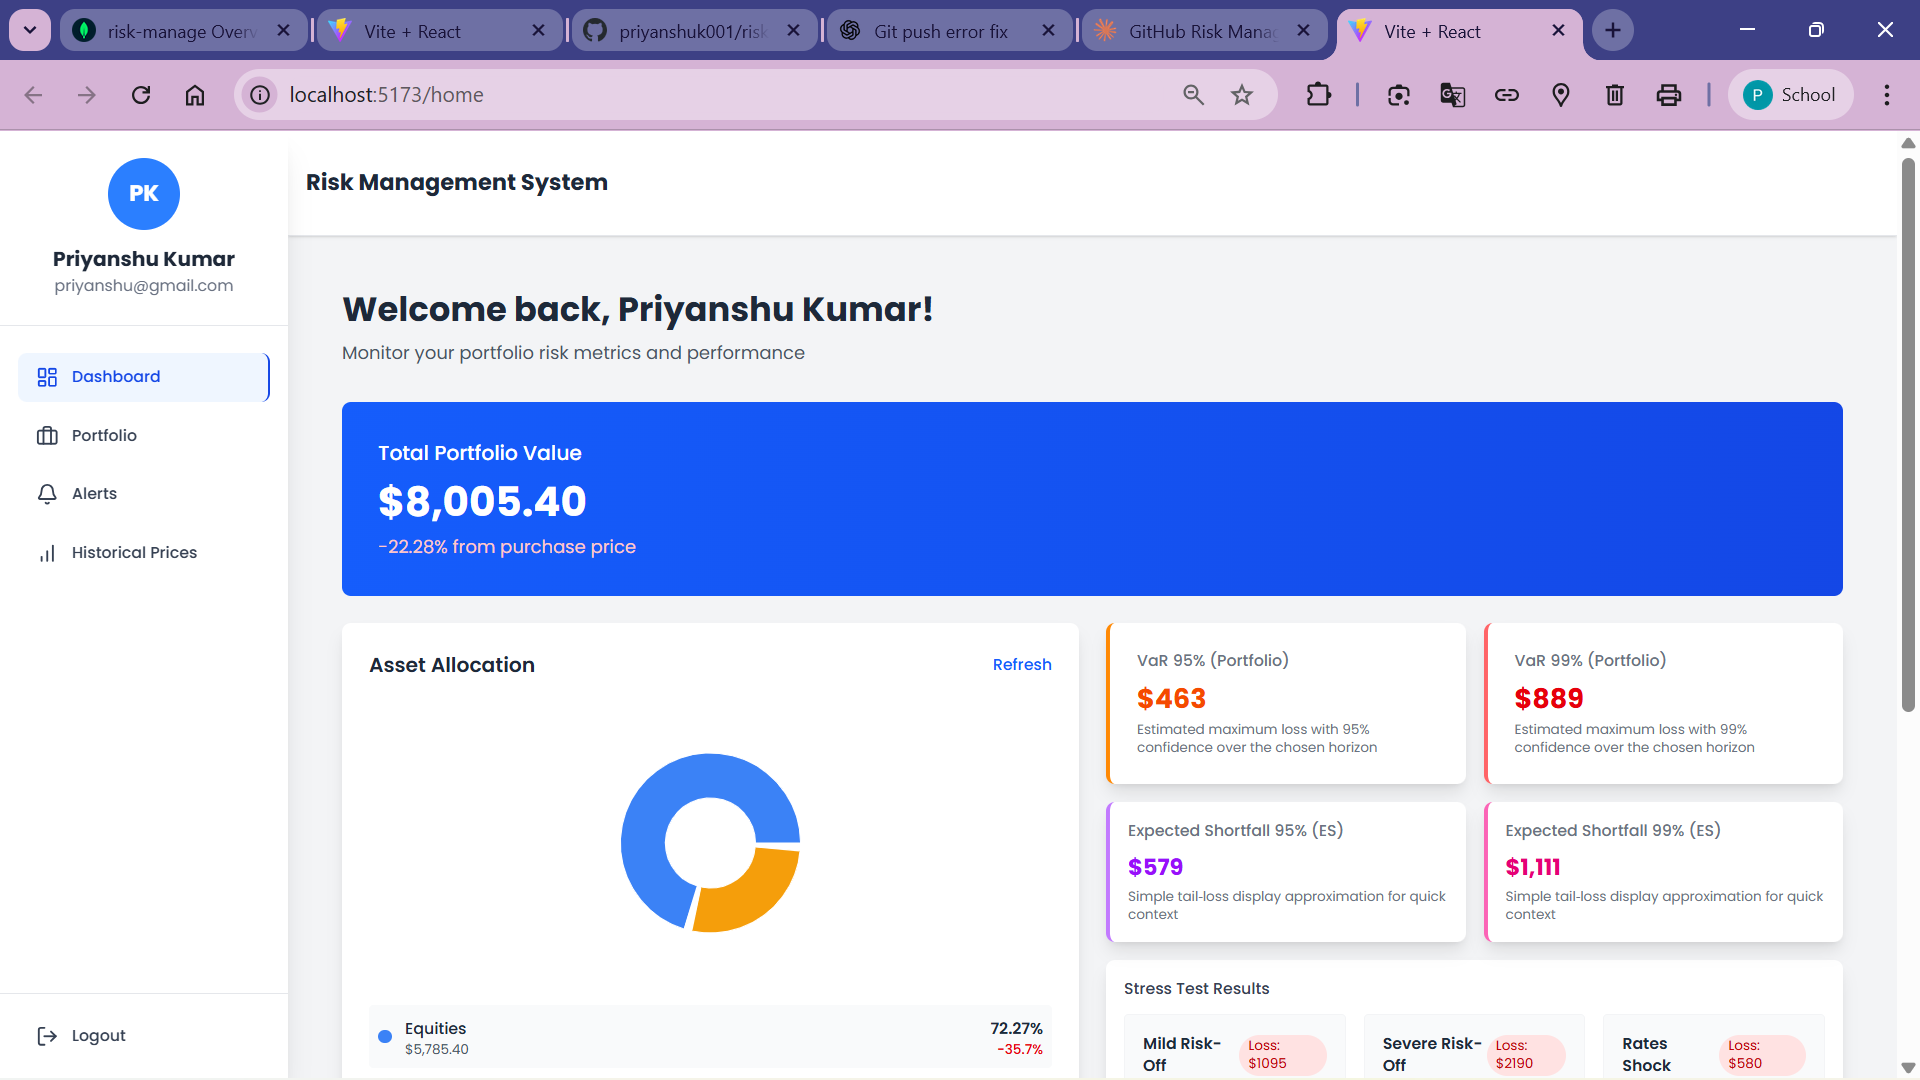 risk-manage Overv
Vite + React
priyanshuk001/risk
Git push error fix
GitHub Risk Manag
Vite + React
localhost:5173/home
P
School
PK
Priyanshu Kumar
priyanshu@gmail.com
Dashboard
Portfolio
Alerts
Historical Prices
Logout
Risk Management System
Welcome back, Priyanshu Kumar!
Monitor your portfolio risk metrics and performance
Total Portfolio Value
$8,005.40
-22.28% from purchase price
Asset Allocation
Refresh
Equities
72.27%
$5,785.40
-35.7%
VaR 95% (Portfolio)
$463
Estimated maximum loss with 95%
confidence over the chosen horizon
VaR 99% (Portfolio)
$889
Estimated maximum loss with 99%
confidence over the chosen horizon
Expected Shortfall 95% (ES)
$579
Simple tail-loss display approximation for quick
context
Expected Shortfall 99% (ES)
$1,111
Simple tail-loss display approximation for quick
context
Stress Test Results
Mild Risk-
Off
Loss:
$1095
Severe Risk-
Off
Loss:
$2190
Rates
Shock
Loss:
$580